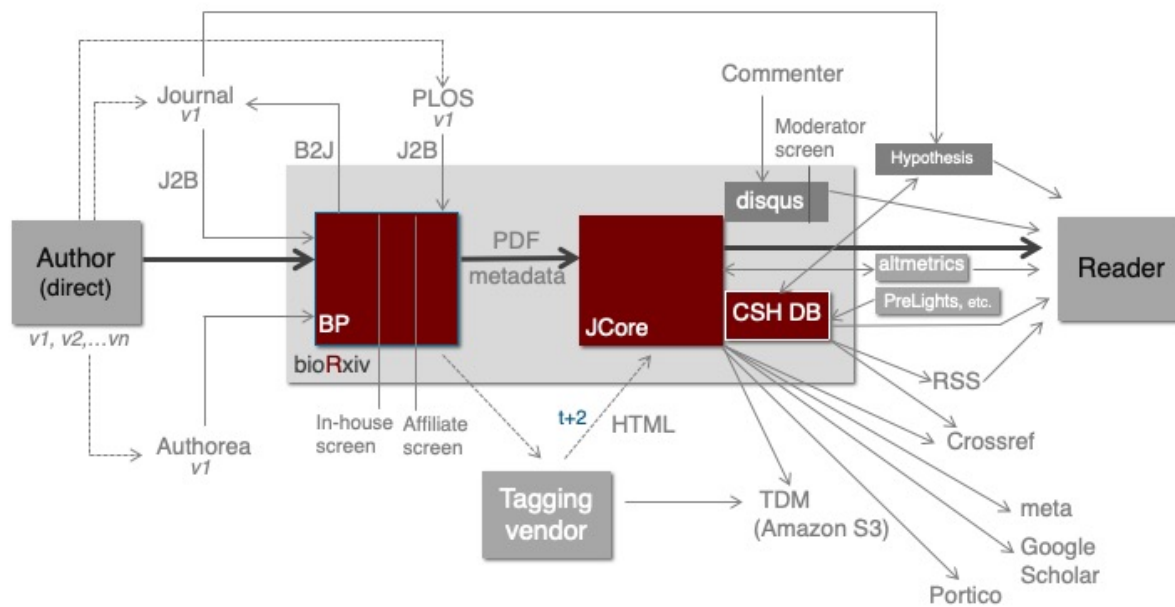 Journal
v1
PLOS
v1
Commenter
Moderator
screen
B2J
J2B
Hypothesis
J2B
disqus
Author
(direct)
PDF
metadata
altmetrics
Reader
PreLights, etc.
CSH DB
BP
JCore
v1, v2,...vn
bioRxiv
RSS
In-house
screen
Affiliate
screen
t+2
HTML
Crossref
Authorea
v1
Tagging
vendor
TDM
(Amazon S3)
meta
Google
Scholar
Portico